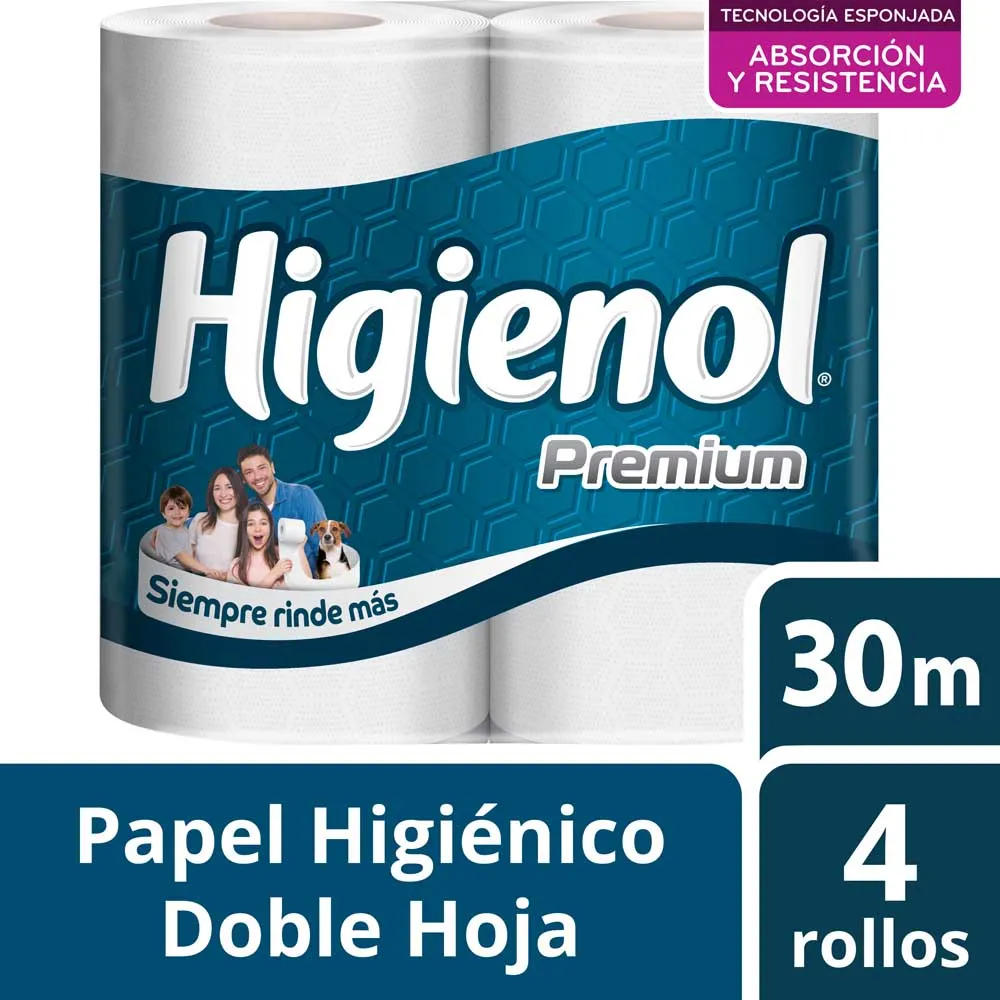 TECNOLOGÍA ESPONJADA
ABSORCIÓN
Y RESISTENCIA
Higienol®
Premium
Siempre rinde más
30m
Papel Higiénico
Doble Hoja
4
rollos